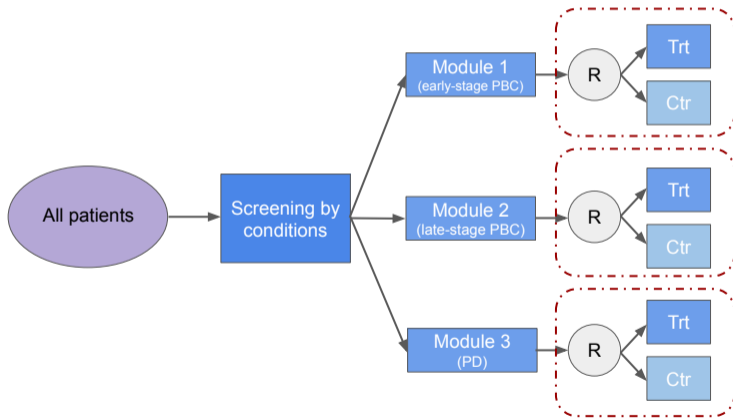 All patients
Screening by
conditions
Module 1
(early-stage PBC)
R
Trt
Ctr
Module 2
(late-stage PBC)
R
Trt
Ctr
Module 3
(PD)
R
Trt
Ctr